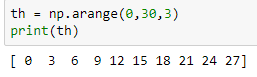 th = np.arange(0,30,3)
print(th)
[ 0  3  6  9 12 15 18 21 24 27]